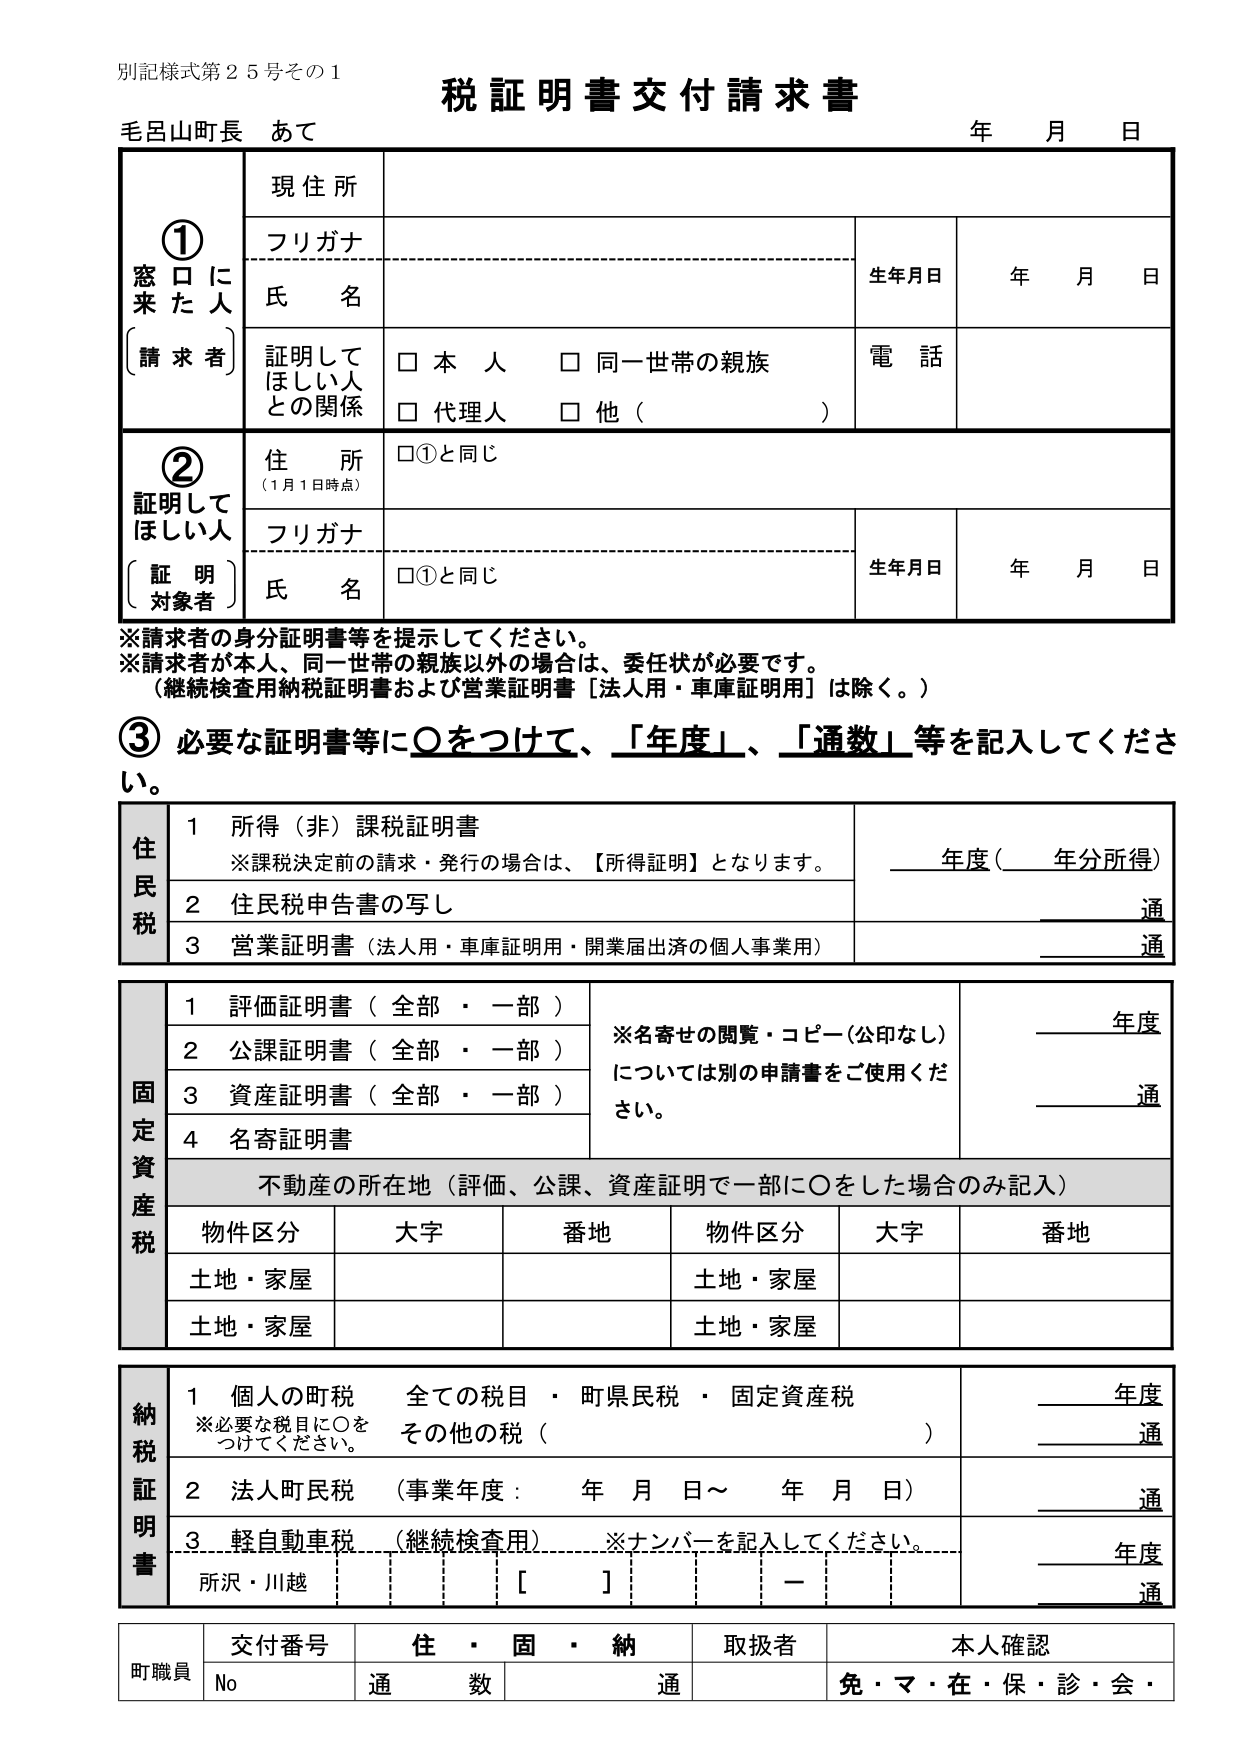 別記様式第２５号その１
税証明書交付請求書
毛呂山町長　あて　　　年　月　日
①
窓口に
来た人
（請求者）
現住所
フリガナ
氏　名
生年月日　年　月　日
証明して
ほしい人
との関係
□ 本　人　　□ 同一世帯の親族
□ 代理人　　□ 他（　　　　　　　）
電　話
②
証明して
ほしい人
（証　明
対象者）
住　所
（1月1日時点）
□①と同じ
フリガナ
氏　名
□①と同じ
生年月日　年　月　日
※請求者の身分証明書等を提示してください。
※請求者が本人、同一世帯の親族以外の場合は、委任状が必要です。
（継続検査用納税証明書および営業証明書［法人用・車庫証明用］は除く。）
③ 必要な証明書等に〇をつけて、「年度」、「通数」等を記入してくださ
い。
住民税
1　所得（非）課税証明書
※課税決定前の請求・発行の場合は、【所得証明】となります。
年度(　　年分所得)
2　住民税申告書の写し
通
3　営業証明書（法人用・車庫証明用・開業届出済の個人事業用）
通
固定資産税
1　評価証明書（ 全部 ・ 一部 ）
2　公課証明書（ 全部 ・ 一部 ）
3　資産証明書（ 全部 ・ 一部 ）
4　名寄証明書
※名寄せの閲覧・コピー(公印なし)
については別の申請書をご使用くだ
さい。
年度
通
不動産の所在地（評価、公課、資産証明で一部に〇をした場合のみ記入）
物件区分　大字　番地　物件区分　大字　番地
土地・家屋　　土地・家屋
土地・家屋　　土地・家屋
納税証明書
1　個人の町税　　全ての税目 ・ 町県民税 ・ 固定資産税
※必要な税目に〇を
つけてください。
その他の税（　　　　　　　　）
年度
通
2　法人町民税　（事業年度：　　年　月　日～　　年　月　日）
通
3　軽自動車税　（継続検査用）　　※ナンバーを記入してください。
所沢・川越　　[　　]　　－
年度
通
町職員
交付番号　住 ・ 固 ・ 納　取扱者　本人確認
No　通　数　通　免・マ・在・保・診・会・